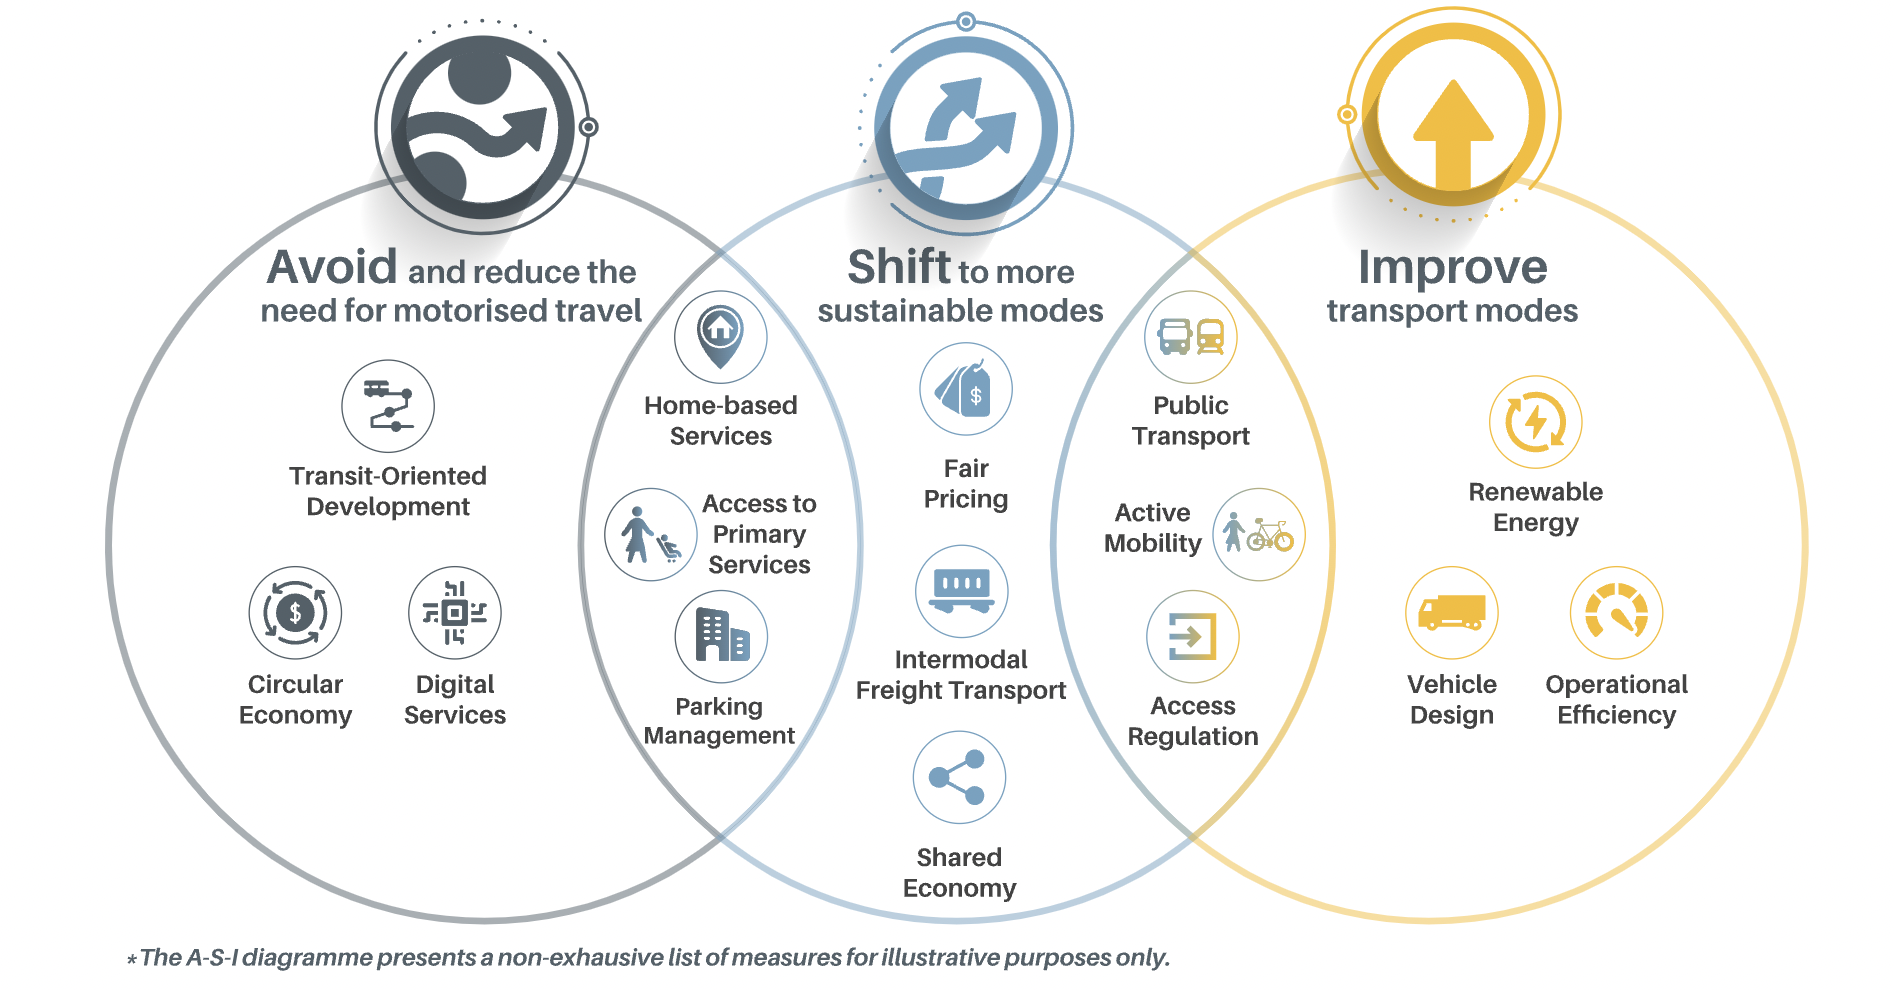 Avoid and reduce the
need for motorised travel
Transit-Oriented
Development
$
Circular
Economy
Digital
Services
Home-based
Services
Access to
Primary
Services
Parking
Management
Shift to more
sustainable modes
$
Fair
Pricing
Intermodal
Freight Transport
Shared
Economy
Public
Transport
Active
Mobility
Access
Regulation
Improve
transport modes
Renewable
Energy
Vehicle
Design
Operational
Efficiency
*The A-S-I diagramme presents a non-exhausive list of measures for illustrative purposes only.